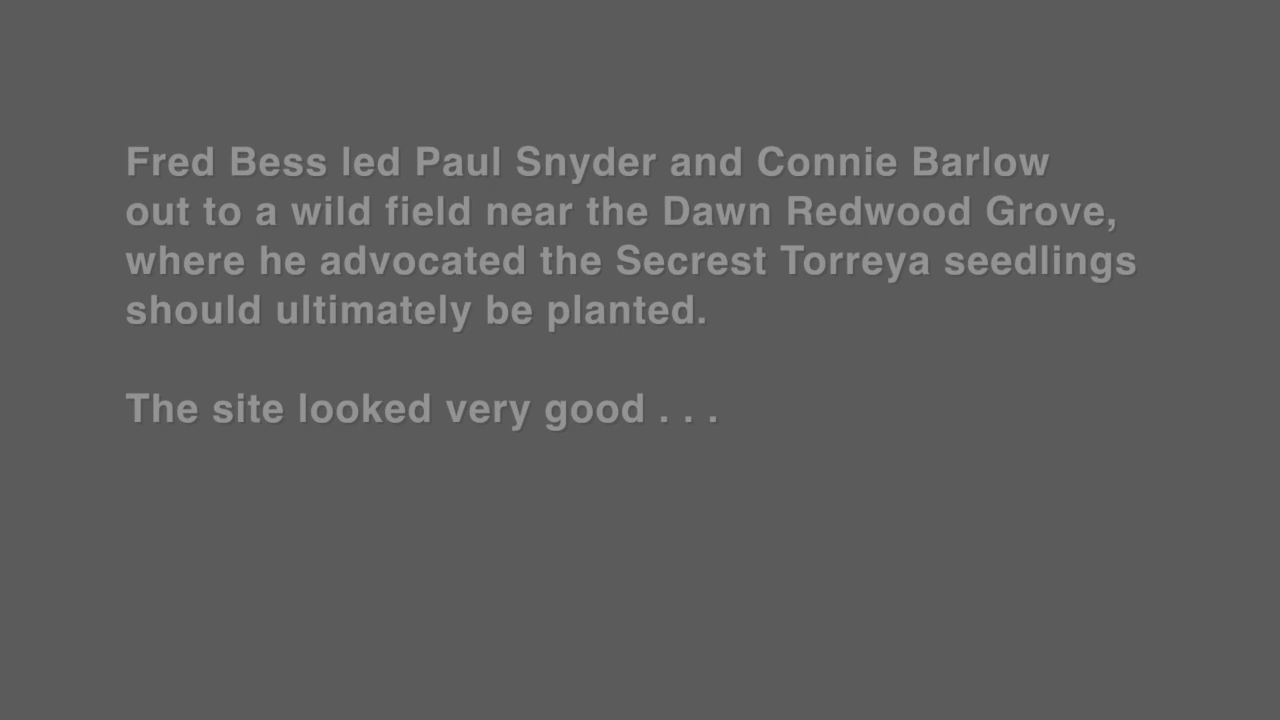 Fred Bess led Paul Snyder and Connie Barlow
out to a wild field near the Dawn Redwood Grove,
where he advocated the Secrest Torreya seedlings
should ultimately be planted.
The site looked very good . . .